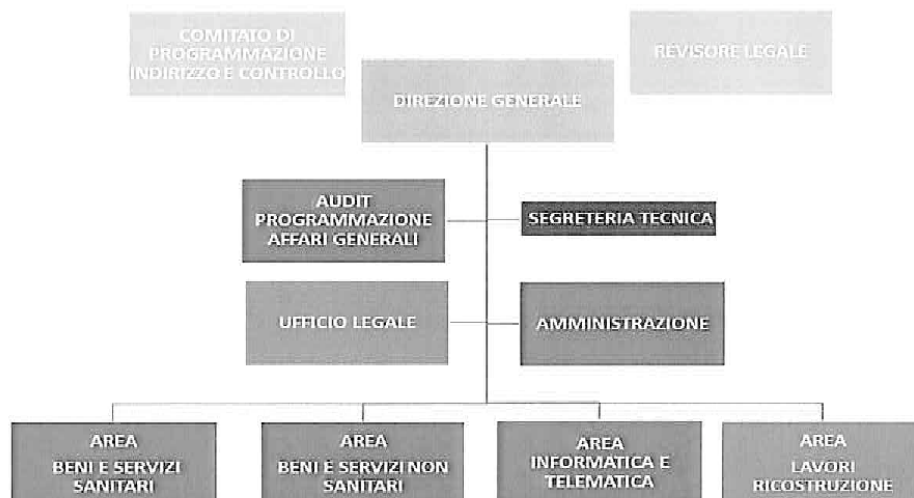 COMITATO DI
PROGRAMMAZIONE
INDIRIZZO E CONTROLLO
REVISORE LEGALE
DIREZIONE GENERALE
AUDIT
PROGRAMMAZIONE
AFFARI GENERALI
SEGRETERIA TECNICA
UFFICIO LEGALE
AMMINISTRAZIONE
AREA
BENI E SERVIZI
SANITARI
AREA
BENI E SERVIZI NON
SANITARI
AREA
INFORMATICA E
TELEMATICA
AREA
LAVORI
RICOSTRUZIONE